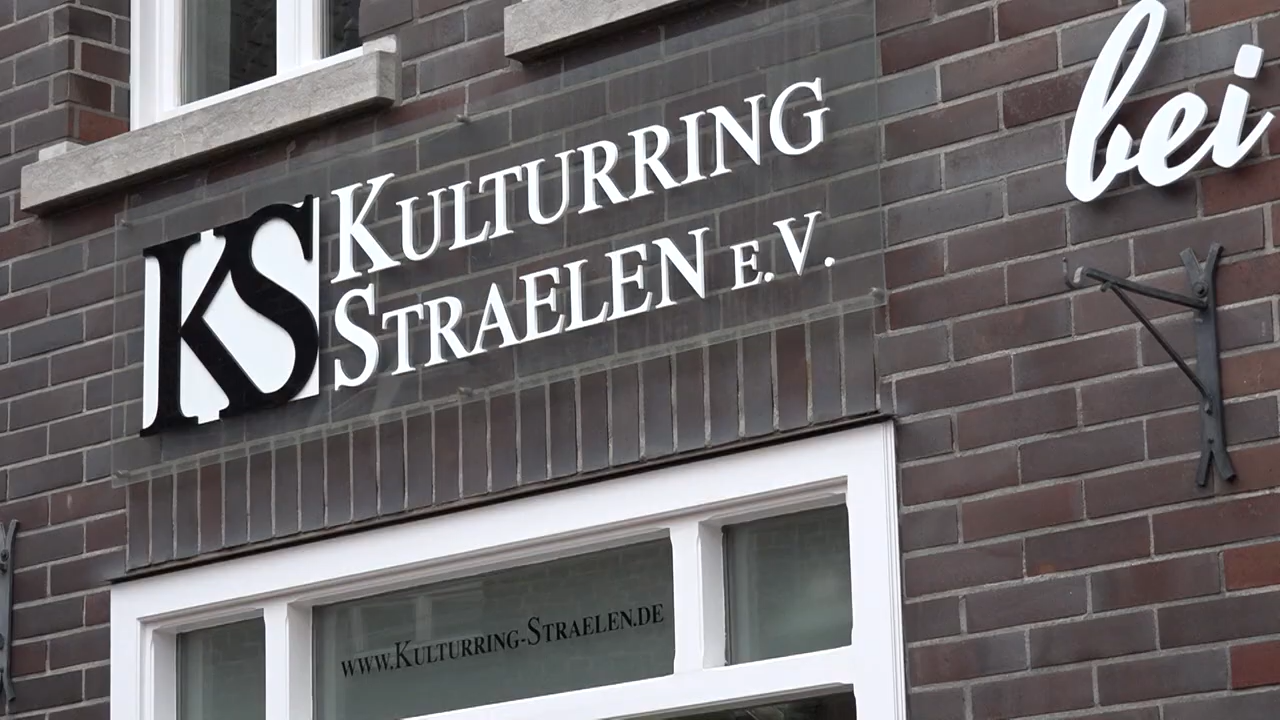 KS
KULTURRING
STRAELEN E.V.
bei
WWW.KULTURRING-STRAELEN.DE